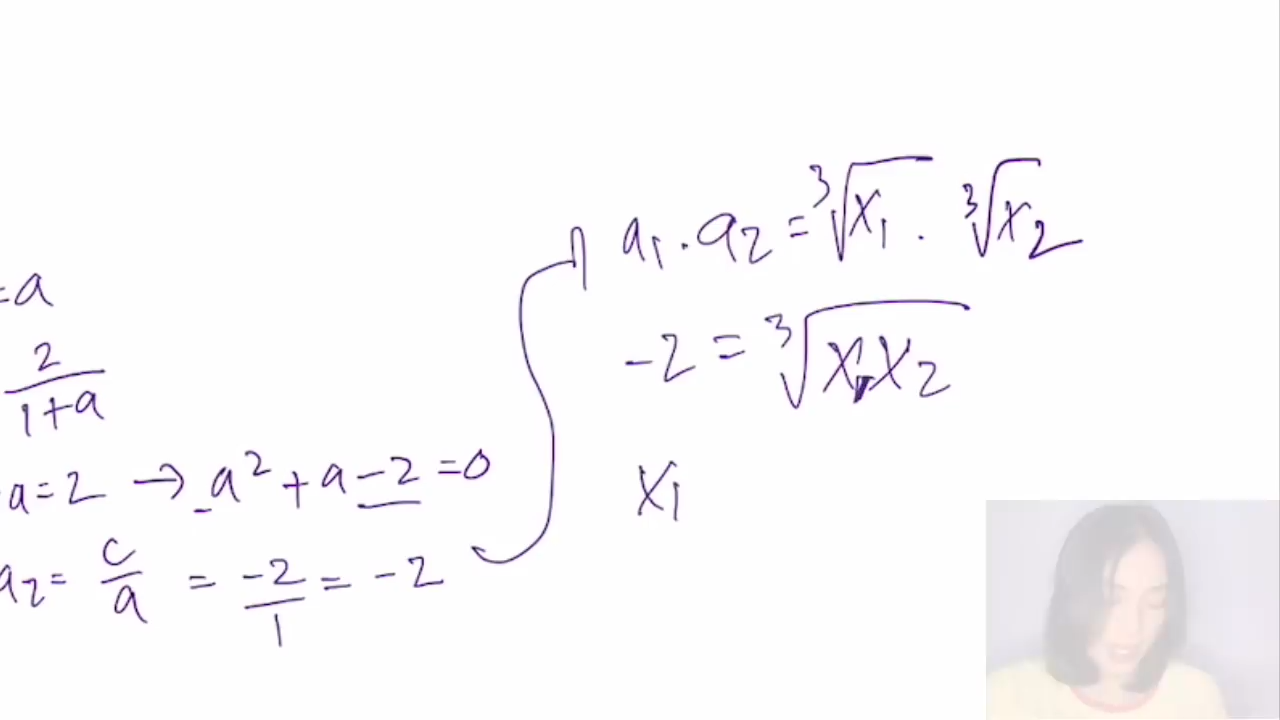 =a
2/(1+a)
a=2 → a²+a-2=0
a₂= c/a = -2/1 = -2
a₁.a₂=∛x₁ . ∛x₂
-2=∛x₁x₂
x₁